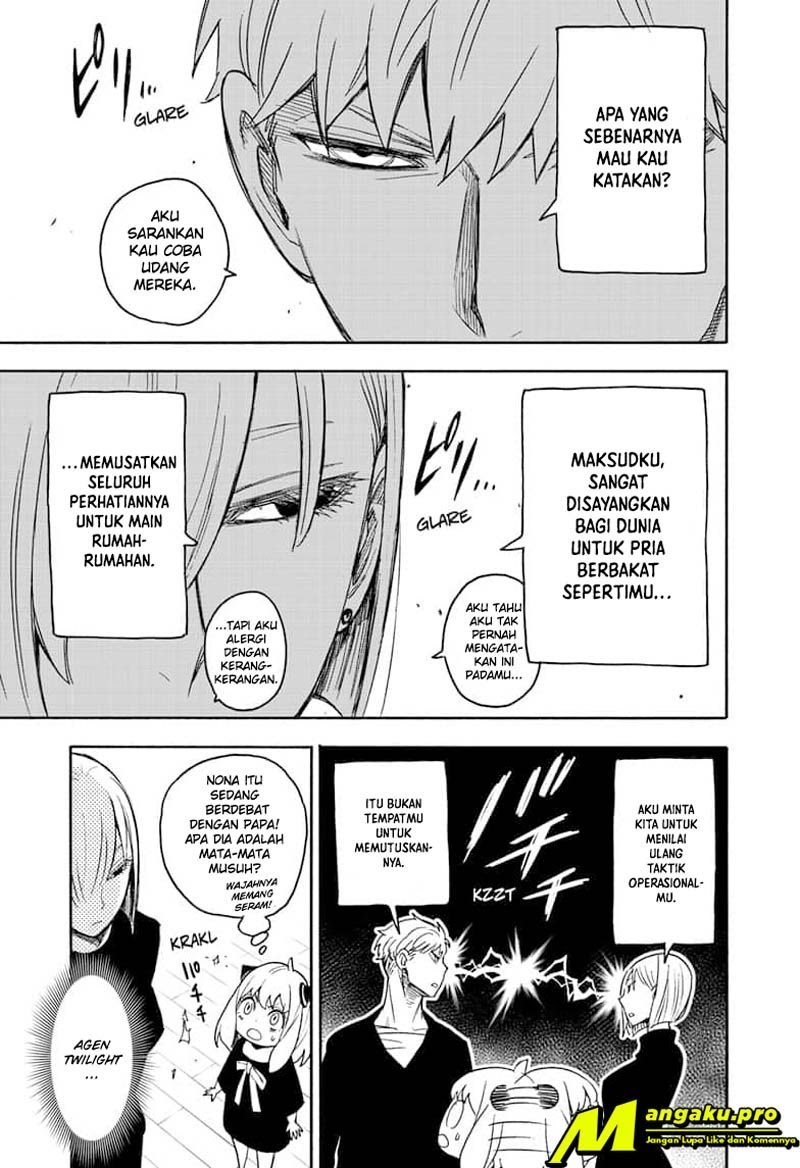 APA YANG
SEBENARNYA
MAU KAU
KATAKAN?
ピリ...
GLARE
AKU
SARANKAN
KAU COBA
UDANG
MEREKA.
MAKSUDKU,
SANGAT
DISAYANGKAN
BAGI DUNIA
UNTUK PRIA
BERBAKAT
SEPERTIMU...
ピリ...
GLARE
AKU TAHU
AKU TAK
PERNAH
MENGATA-
KAN INI
PADAMU...
...MEMUSATKAN
SELURUH
PERHATIANNYA
UNTUK MAIN
RUMAH-
RUMAHAN.
...TAPI AKU
ALERGI
DENGAN
KERANG-
KERANGAN.
AKU MINTA
KITA UNTUK
MENILAI
ULANG
TAKTIK
OPERASIONAL-
MU.
バチチ
KZZT
ITU BUKAN
TEMPATMU
UNTUK
MEMUTUSKAN-
NYA.
NONA ITU
SEDANG
BERDEBAT
DENGAN PAPA!
APA DIA ADALAH
MATA-MATA
MUSUH?
WAJAHNYA
MEMANG
SERAM!
KRAKL
パチチ
AGEN
TWILIGHT
...
Mangaku.pro
Jangan Lupa Like dan Komennya